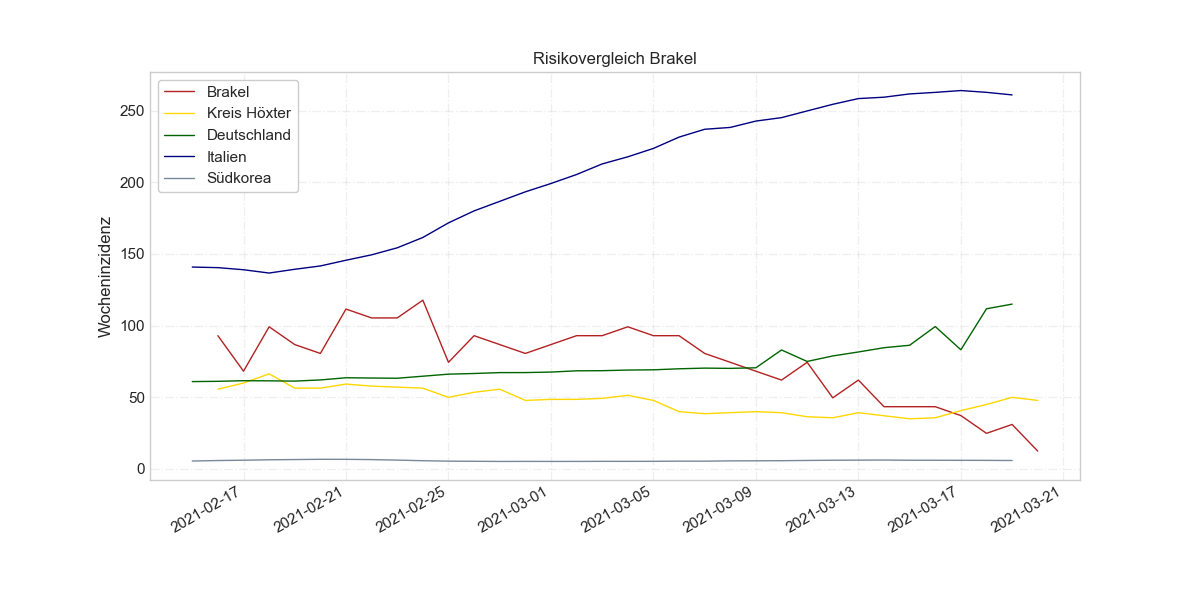 Risikovergleich Brakel
Brakel
Kreis Höxter
Deutschland
Italien
Südkorea
Wocheninzidenz
250
200
150
100
50
0
2021-02-17
2021-02-21
2021-02-25
2021-03-01
2021-03-05
2021-03-09
2021-03-13
2021-03-17
2021-03-21